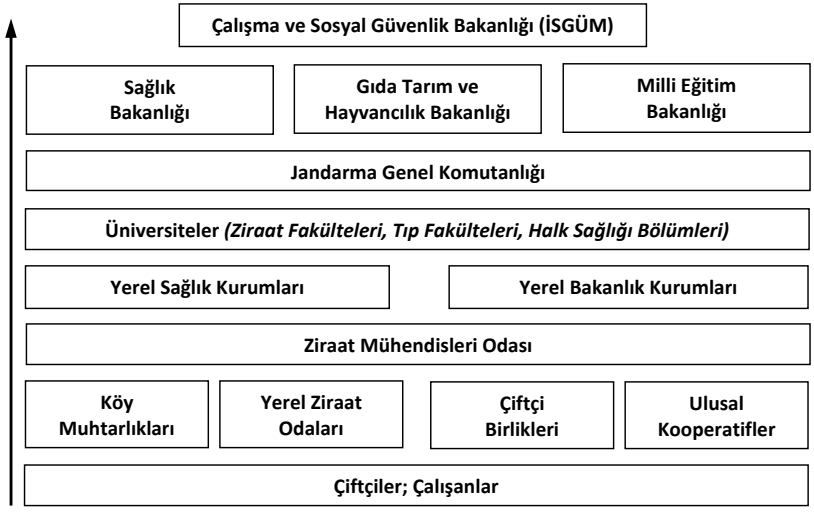 Çalışma ve Sosyal Güvenlik Bakanlığı (İSGÜM)
Sağlık
Bakanlığı
Gıda Tarım ve
Hayvancılık Bakanlığı
Milli Eğitim
Bakanlığı
Jandarma Genel Komutanlığı
Üniversiteler (Ziraat Fakülteleri, Tıp Fakülteleri, Halk Sağlığı Bölümleri)
Yerel Sağlık Kurumları
Yerel Bakanlık Kurumları
Ziraat Mühendisleri Odası
Köy
Muhtarlıkları
Yerel Ziraat
Odaları
Çiftçi
Birlikleri
Ulusal
Kooperatifler
Çiftçiler; Çalışanlar